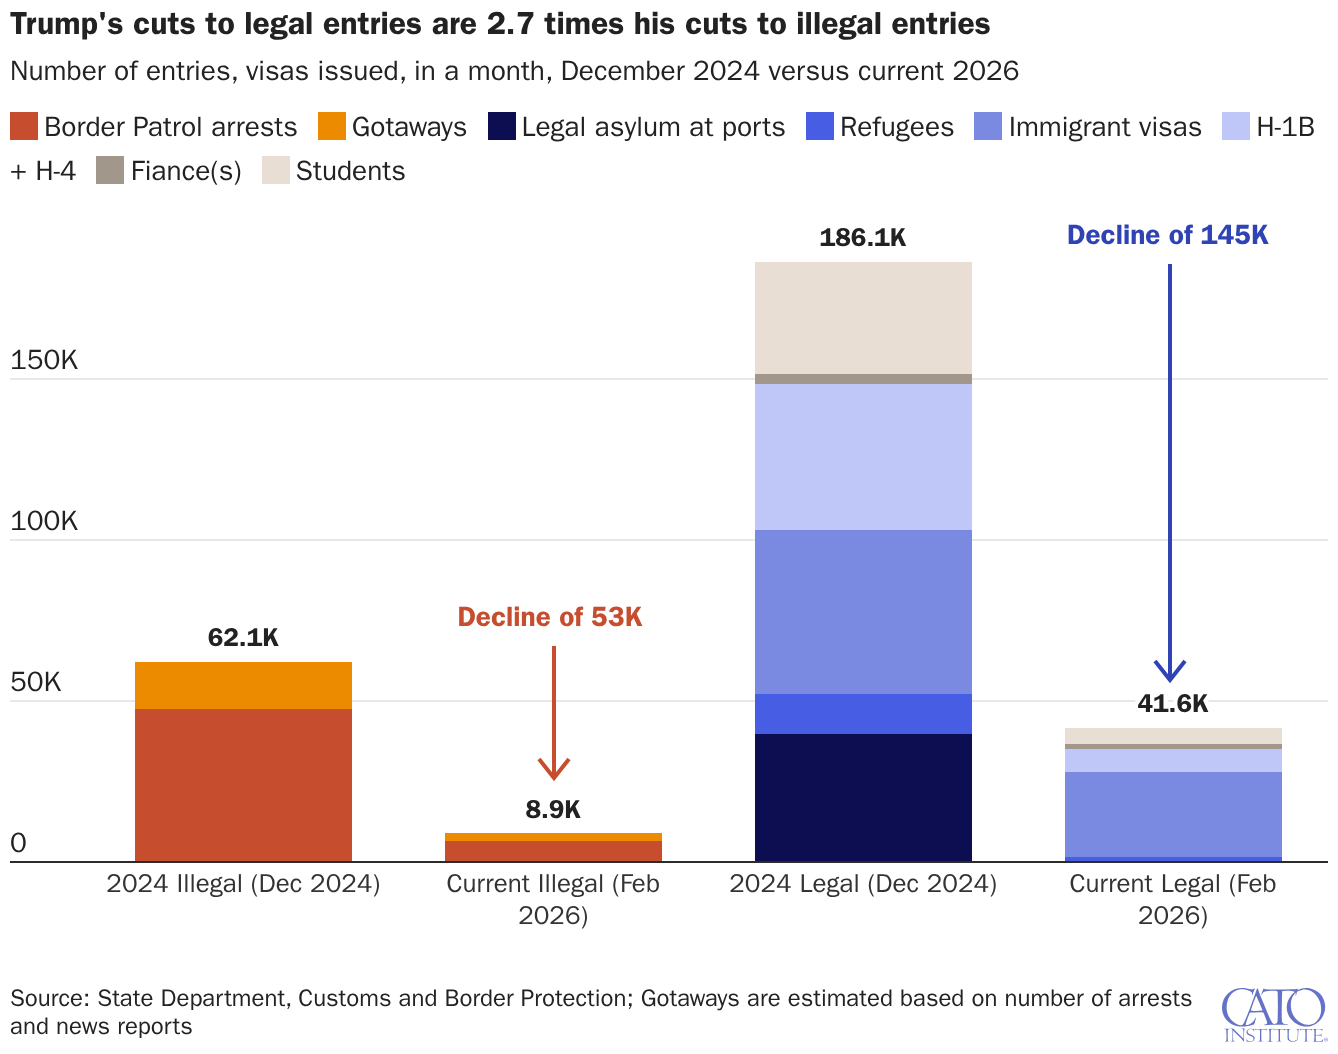 Trump's cuts to legal entries are 2.7 times his cuts to illegal entries
Number of entries, visas issued, in a month, December 2024 versus current 2026
Border Patrol arrests Gotaways Legal asylum at ports Refugees Immigrant visas H-1B
+ H-4 Fiance(s) Students
186.1K
Decline of 145K
150K
100K
Decline of 53K
62.1K
50K
41.6K
8.9K
0
2024 Illegal (Dec 2024)
Current Illegal (Feb
2026)
2024 Legal (Dec 2024)
Current Legal (Feb
2026)
Source: State Department, Customs and Border Protection; Gotaways are estimated based on number of arrests
and news reports
CATO
INSTITUTE